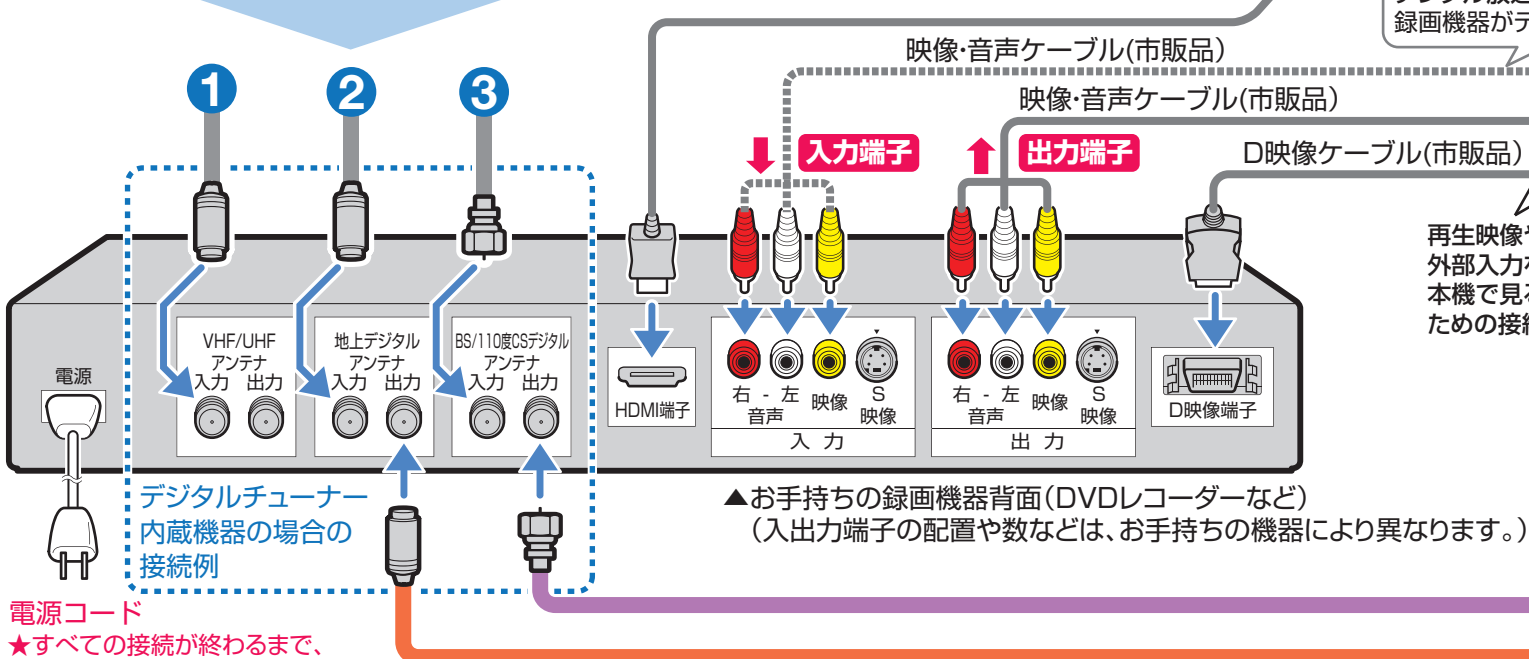 録画機器がデ
映像・音声ケーブル(市販品)
映像・音声ケーブル(市販品)
D映像ケーブル(市販品)
1
2
3
入力端子
出力端子
再生映像や
外部入力を
本機で見る
ための接続
電源
VHF/UHF
アンテナ
入力 出力
地上デジタル
アンテナ
入力 出力
BS/110度CSデジタル
アンテナ
入力 出力
HDMI端子
右 - 左
音声
映像
S
映像
入 力
右 - 左
音声
映像
S
映像
出 力
D映像端子
デジタルチューナー
内蔵機器の場合の
接続例
▲お手持ちの録画機器背面(DVDレコーダーなど)
(入出力端子の配置や数などは、お手持ちの機器により異なります。)
電源コード
★すべての接続が終わるまで、